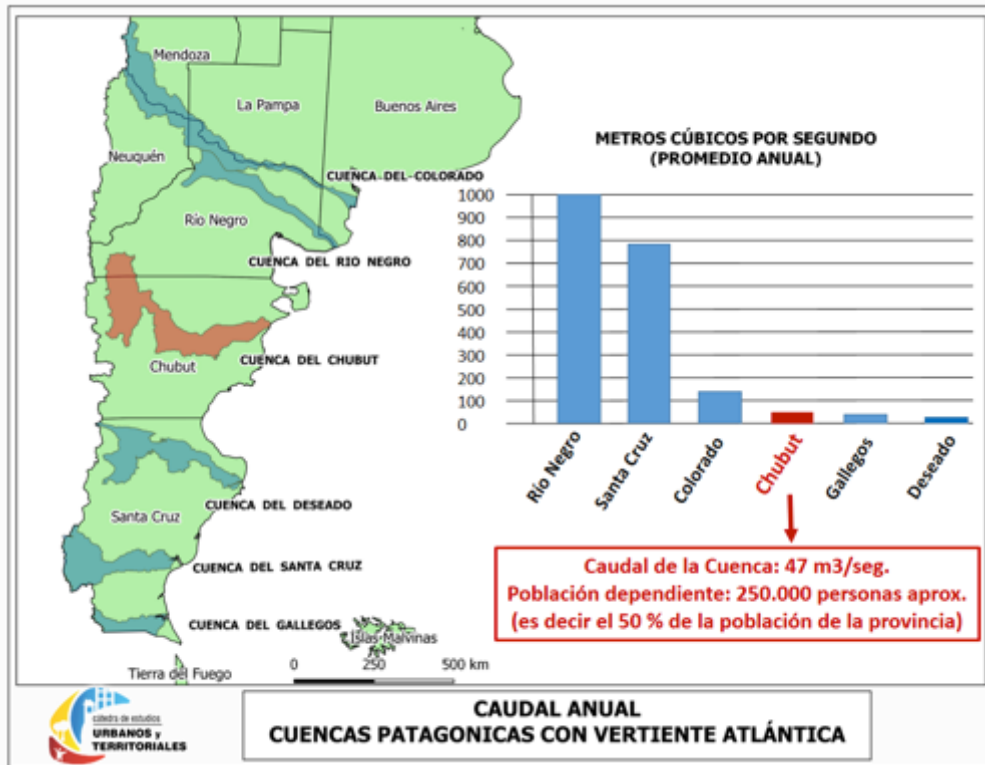 Mendoza
La Pampa
Buenos Aires
Neuquén
CUENCA DEL COLORADO
Río Negro
CUENCA DEL RIO NEGRO
CUENCA DEL CHUBUT
Chubut
CUENCA DEL DESEADO
Santa Cruz
CUENCA DEL SANTA CRUZ
CUENCA DEL GALLEGOS
Islas Malvinas
Tierra del Fuego
0 250 500 km
METROS CÚBICOS POR SEGUNDO
(PROMEDIO ANUAL)
1000
900
800
700
600
500
400
300
200
100
0
Río Negro
Santa Cruz
Colorado
Chubut
Gallegos
Deseado
Caudal de la Cuenca: 47 m3/seg.
Población dependiente: 250.000 personas aprox.
(es decir el 50 % de la población de la provincia)
cátedra de estudios
URBANOS y
TERRITORIALES
CAUDAL ANUAL
CUENCAS PATAGONICAS CON VERTIENTE ATLÁNTICA